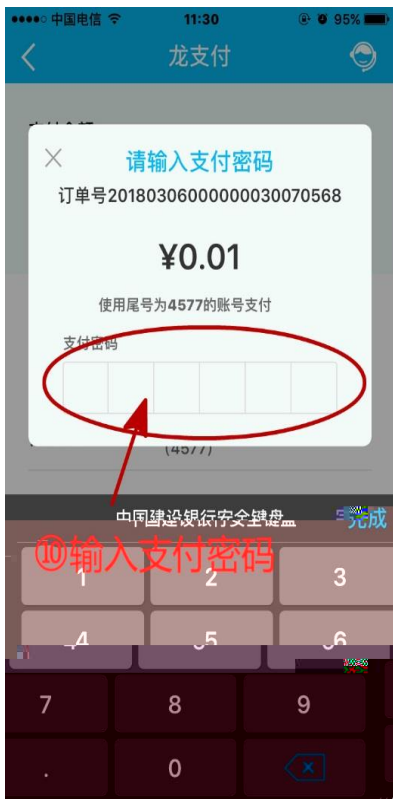 中国电信 11:30 95%
龙支付
请输入支付密码
订单号20180306000000030070568
¥0.01
使用尾号为4577的账号支付
支付密码
(4577)
中国建设银行安全键盘 完成
⑩输入支付密码
1 2 3
4 5 6
7 8 9
. 0